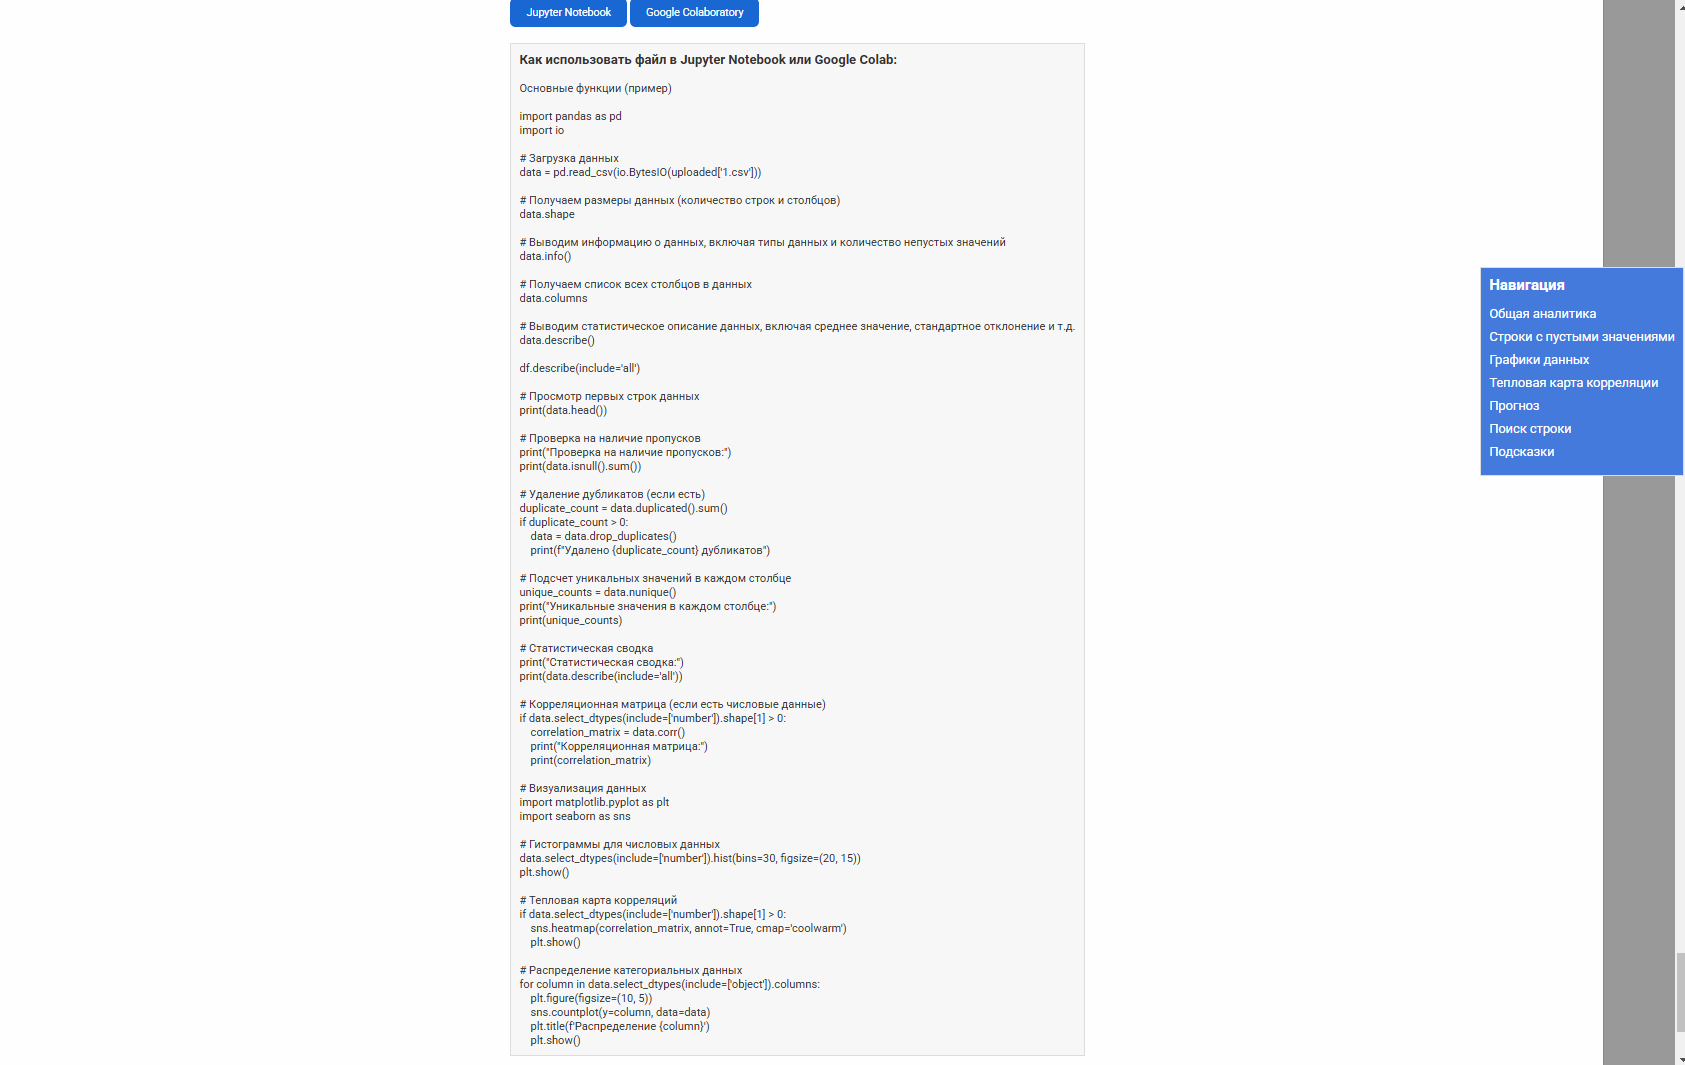 Jupyter Notebook
Google Colaboratory
Как использовать файл в Jupyter Notebook или Google Colab:
Основные функции (пример)
import pandas as pd
import io
# Загрузка данных
data = pd.read_csv(io.BytesIO(uploaded['1.csv']))
# Получаем размеры данных (количество строк и столбцов)
data.shape
# Выводим информацию о данных, включая типы данных и количество непустых значений
data.info()
# Получаем список всех столбцов в данных
data.columns
# Выводим статистическое описание данных, включая среднее значение, стандартное отклонение и т.д.
data.describe()
df.describe(include='all')
# Просмотр первых строк данных
print(data.head())
# Проверка на наличие пропусков
print("Проверка на наличие пропусков:")
print(data.isnull().sum())
# Удаление дубликатов (если есть)
duplicate_count = data.duplicated().sum()
if duplicate_count > 0:
    data = data.drop_duplicates()
    print(f"Удалено {duplicate_count} дубликатов")
# Подсчет уникальных значений в каждом столбце
unique_counts = data.nunique()
print("Уникальные значения в каждом столбце:")
print(unique_counts)
# Статистическая сводка
print("Статистическая сводка:")
print(data.describe(include='all'))
# Корреляционная матрица (если есть числовые данные)
if data.select_dtypes(include=['number']).shape[1] > 0:
    correlation_matrix = data.corr()
    print("Корреляционная матрица:")
    print(correlation_matrix)
# Визуализация данных
import matplotlib.pyplot as plt
import seaborn as sns
# Гистограммы для числовых данных
data.select_dtypes(include=['number']).hist(bins=30, figsize=(20, 15))
plt.show()
# Тепловая карта корреляций
if data.select_dtypes(include=['number']).shape[1] > 0:
    sns.heatmap(correlation_matrix, annot=True, cmap='coolwarm')
    plt.show()
# Распределение категориальных данных
for column in data.select_dtypes(include=['object']).columns:
    plt.figure(figsize=(10, 5))
    sns.countplot(y=column, data=data)
    plt.title(f'Распределение {column}')
    plt.show()
Навигация
Общая аналитика
Строки с пустыми значениями
Графики данных
Тепловая карта корреляции
Прогноз
Поиск строки
Подсказки